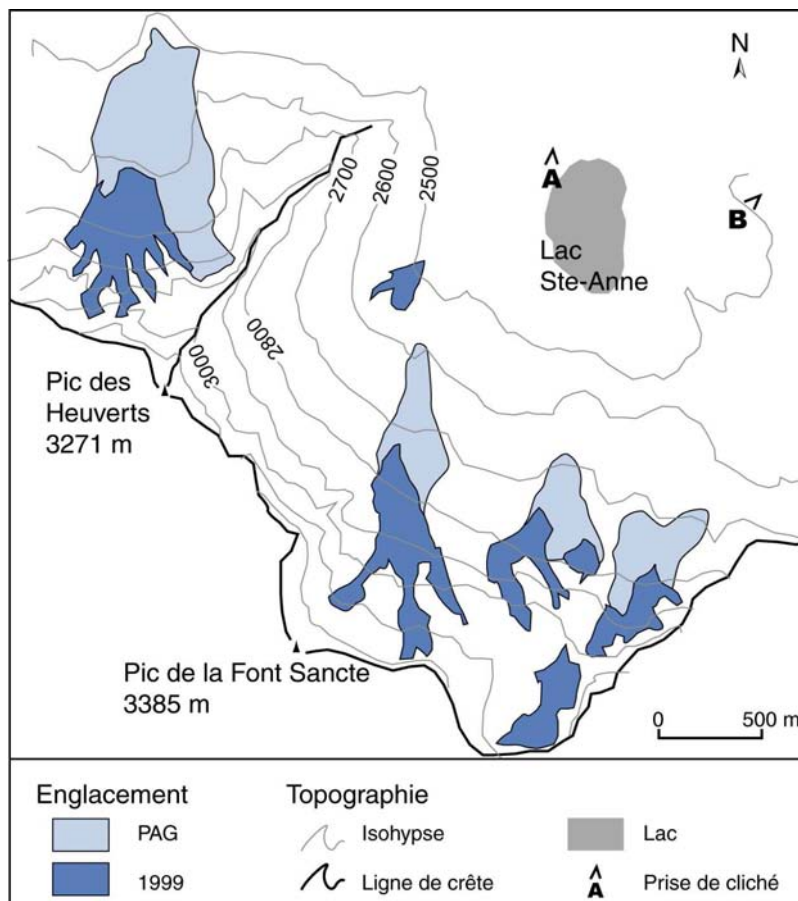 N
A
B
Lac
Ste-Anne
2700
2600
2500
2800
3000
Pic des
Heuverts
3271 m
Pic de la Font Sancte
3385 m
0 500 m
Englacement
PAG
1999
Topographie
Isohypse
Ligne de crête
Lac
A Prise de cliché